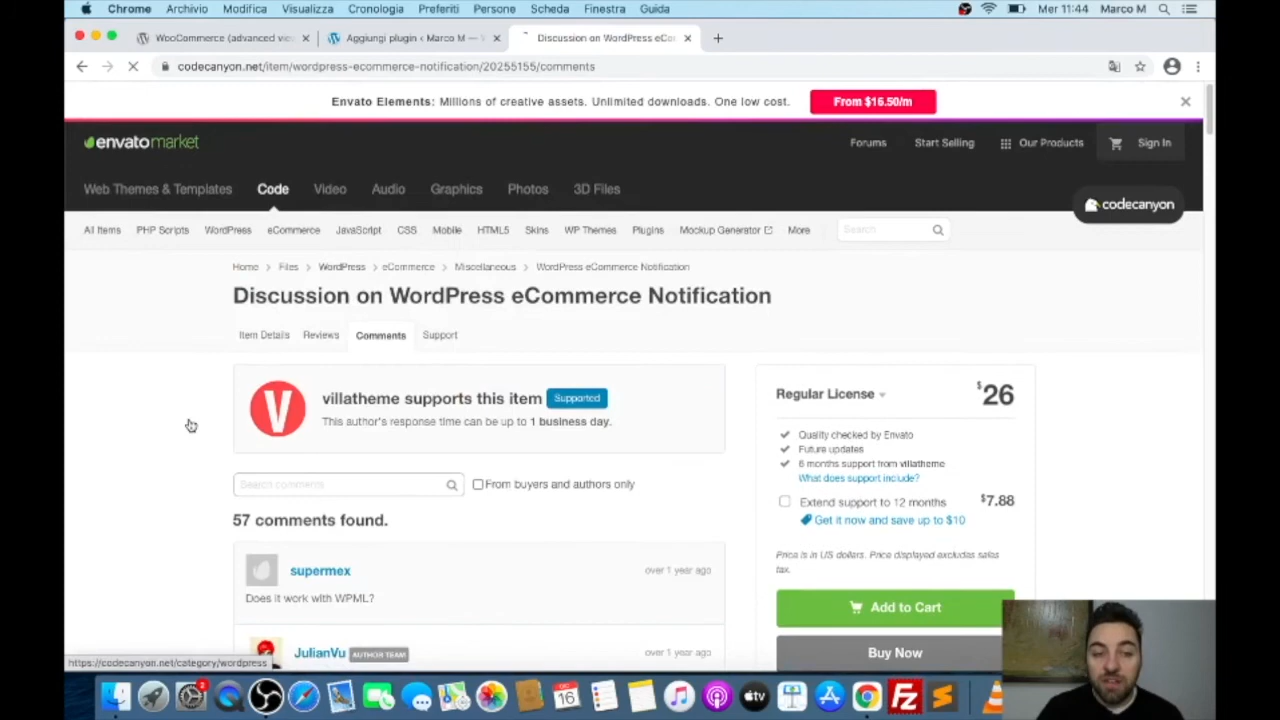 Chrome Archivio Modifica Visualizza Cronologia Preferiti Persone Scheda Finestra Guida Mer 11:44 Marco M
WooCommerce (advanced vie Aggiungi plugin ‹ Marco M — Discussion on WordPress eCo
codecanyon.net/item/wordpress-ecommerce-notification/20255155/comments
Envato Elements: Millions of creative assets. Unlimited downloads. One low cost. From $16.50/m
envatomarket Forums Start Selling Our Products Sign In
Web Themes & Templates Code Video Audio Graphics Photos 3D Files
codecanyon
All Items PHP Scripts WordPress eCommerce JavaScript CSS Mobile HTML5 Skins WP Themes Plugins Mockup Generator More Search
Home > Files > WordPress > eCommerce > Miscellaneous > WordPress eCommerce Notification
Discussion on WordPress eCommerce Notification
Item Details Reviews Comments Support
V
villatheme supports this item Supported
This author's response time can be up to 1 business day.
Search comments From buyers and authors only
57 comments found.
supermex over 1 year ago
Does it work with WPML?
JulianVu AUTHOR TEAM over 1 year ago
Regular License $26
Quality checked by Envato
Future updates
6 months support from villatheme
What does support include?
Extend support to 12 months $7.88
Get it now and save up to $10
Price is in US dollars. Price displayed excludes sales
tax.
Add to Cart
Buy Now
https://codecanyon.net/category/wordpress
2
DEC
16
tv
Fz
S